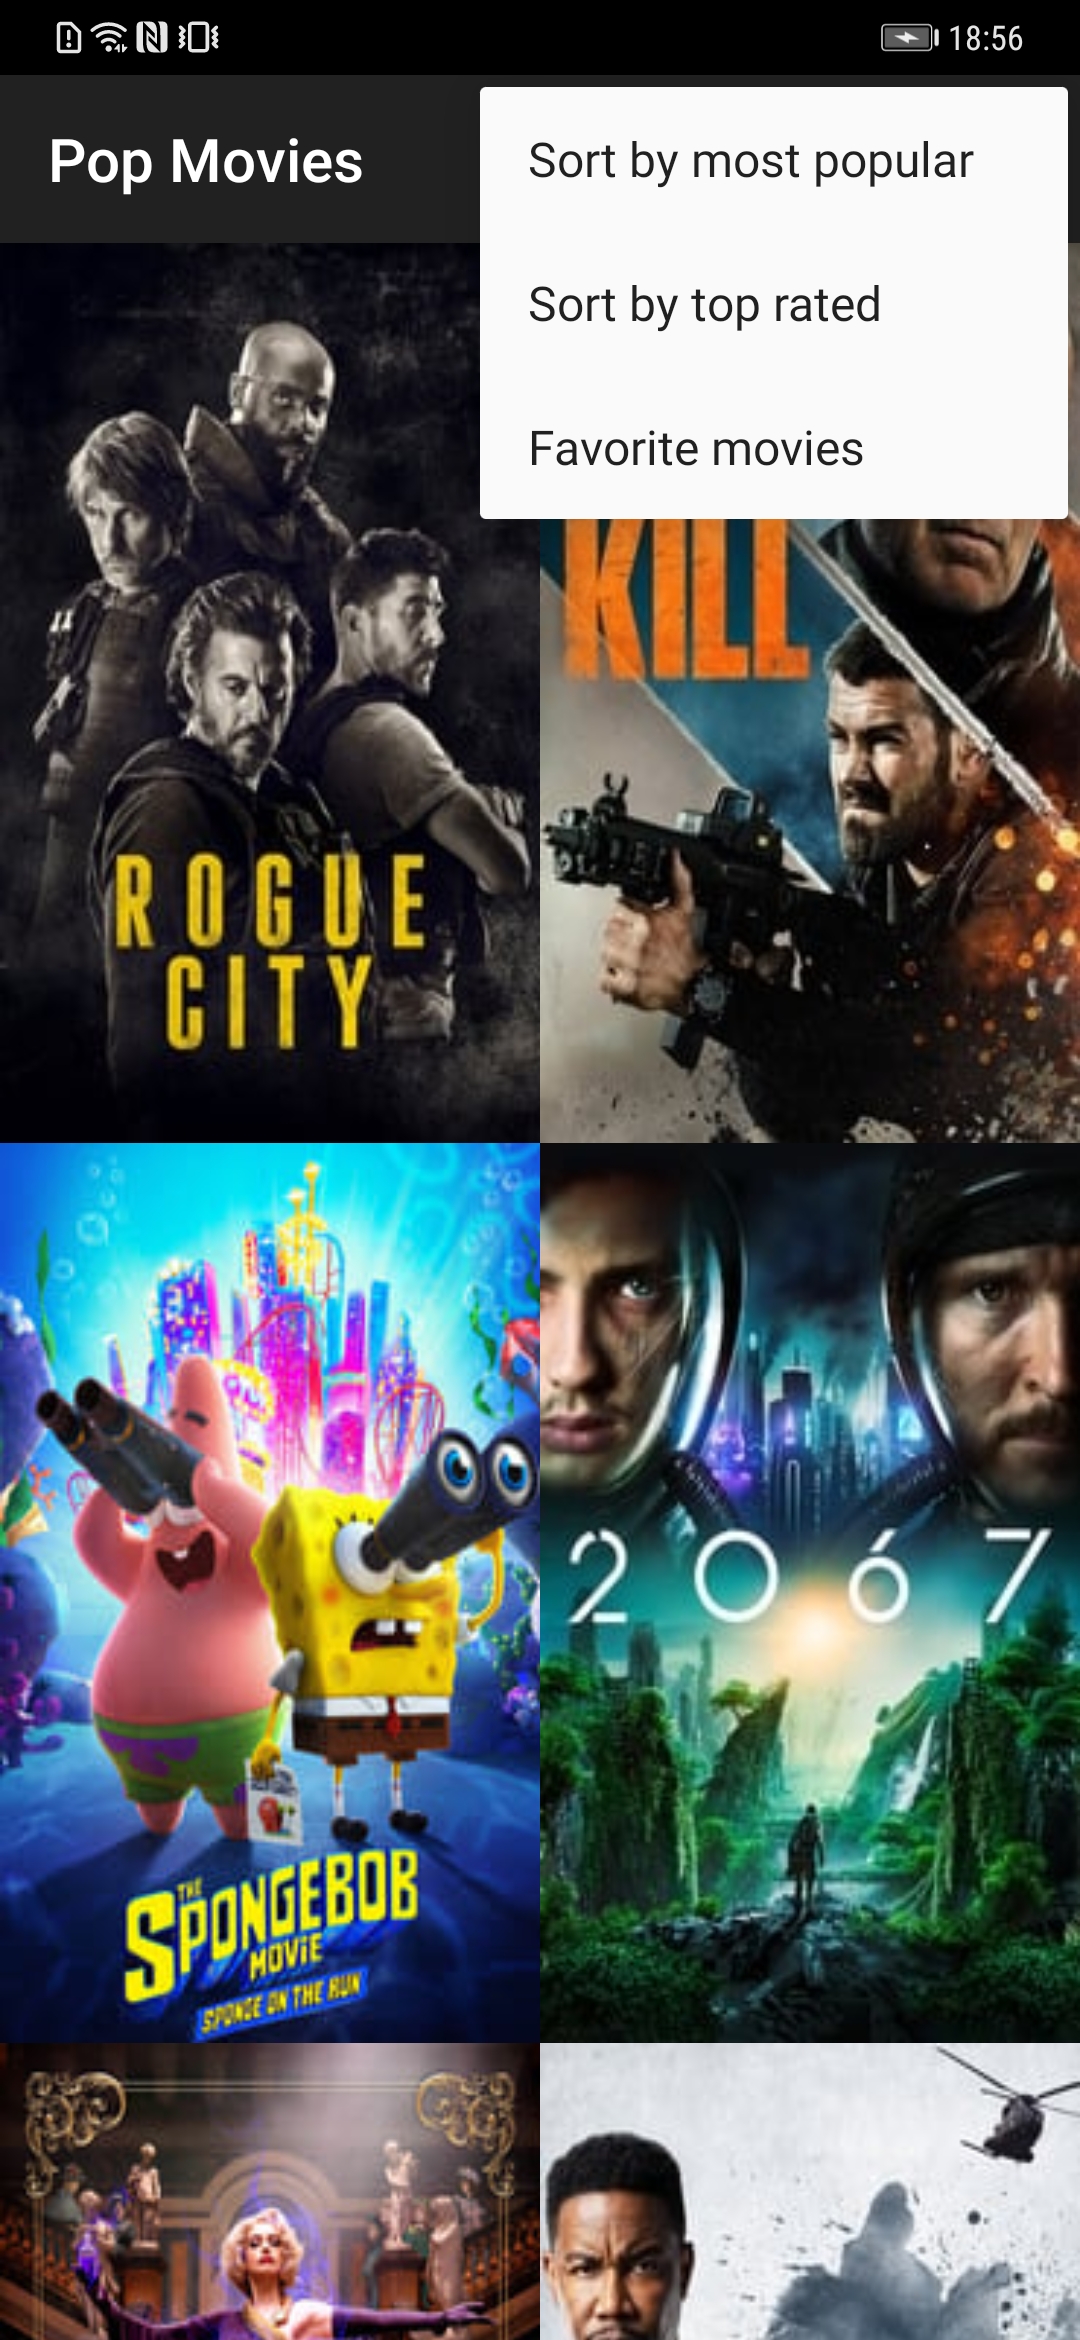 18:56
Pop Movies
Sort by most popular
Sort by top rated
Favorite movies
KILL
ROGUE
CITY
2067
THE
SPONGEBOB
MOVIE
SPONGE ON THE RUN